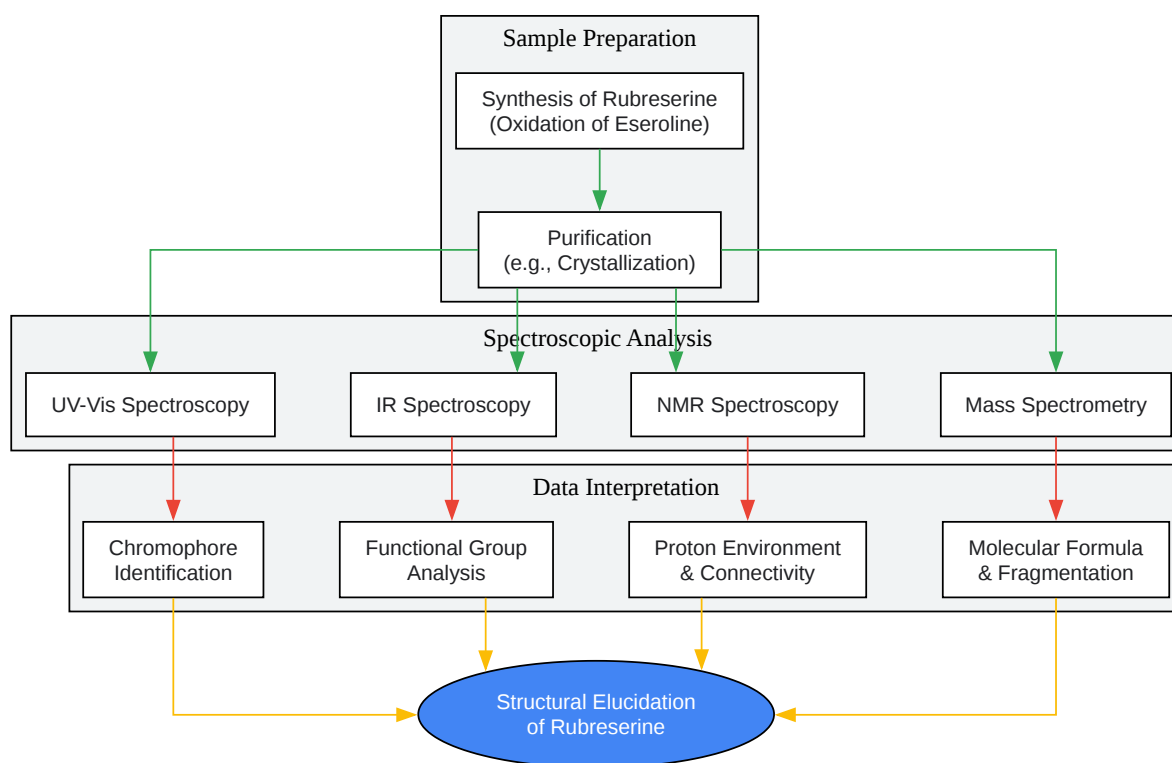 Sample Preparation
Synthesis of Rubreserine
(Oxidation of Eseroline)
Purification
(e.g., Crystallization)
Spectroscopic Analysis
UV-Vis Spectroscopy
IR Spectroscopy
NMR Spectroscopy
Mass Spectrometry
Data Interpretation
Chromophore
Identification
Functional Group
Analysis
Proton Environment
& Connectivity
Molecular Formula
& Fragmentation
Structural Elucidation
of Rubreserine